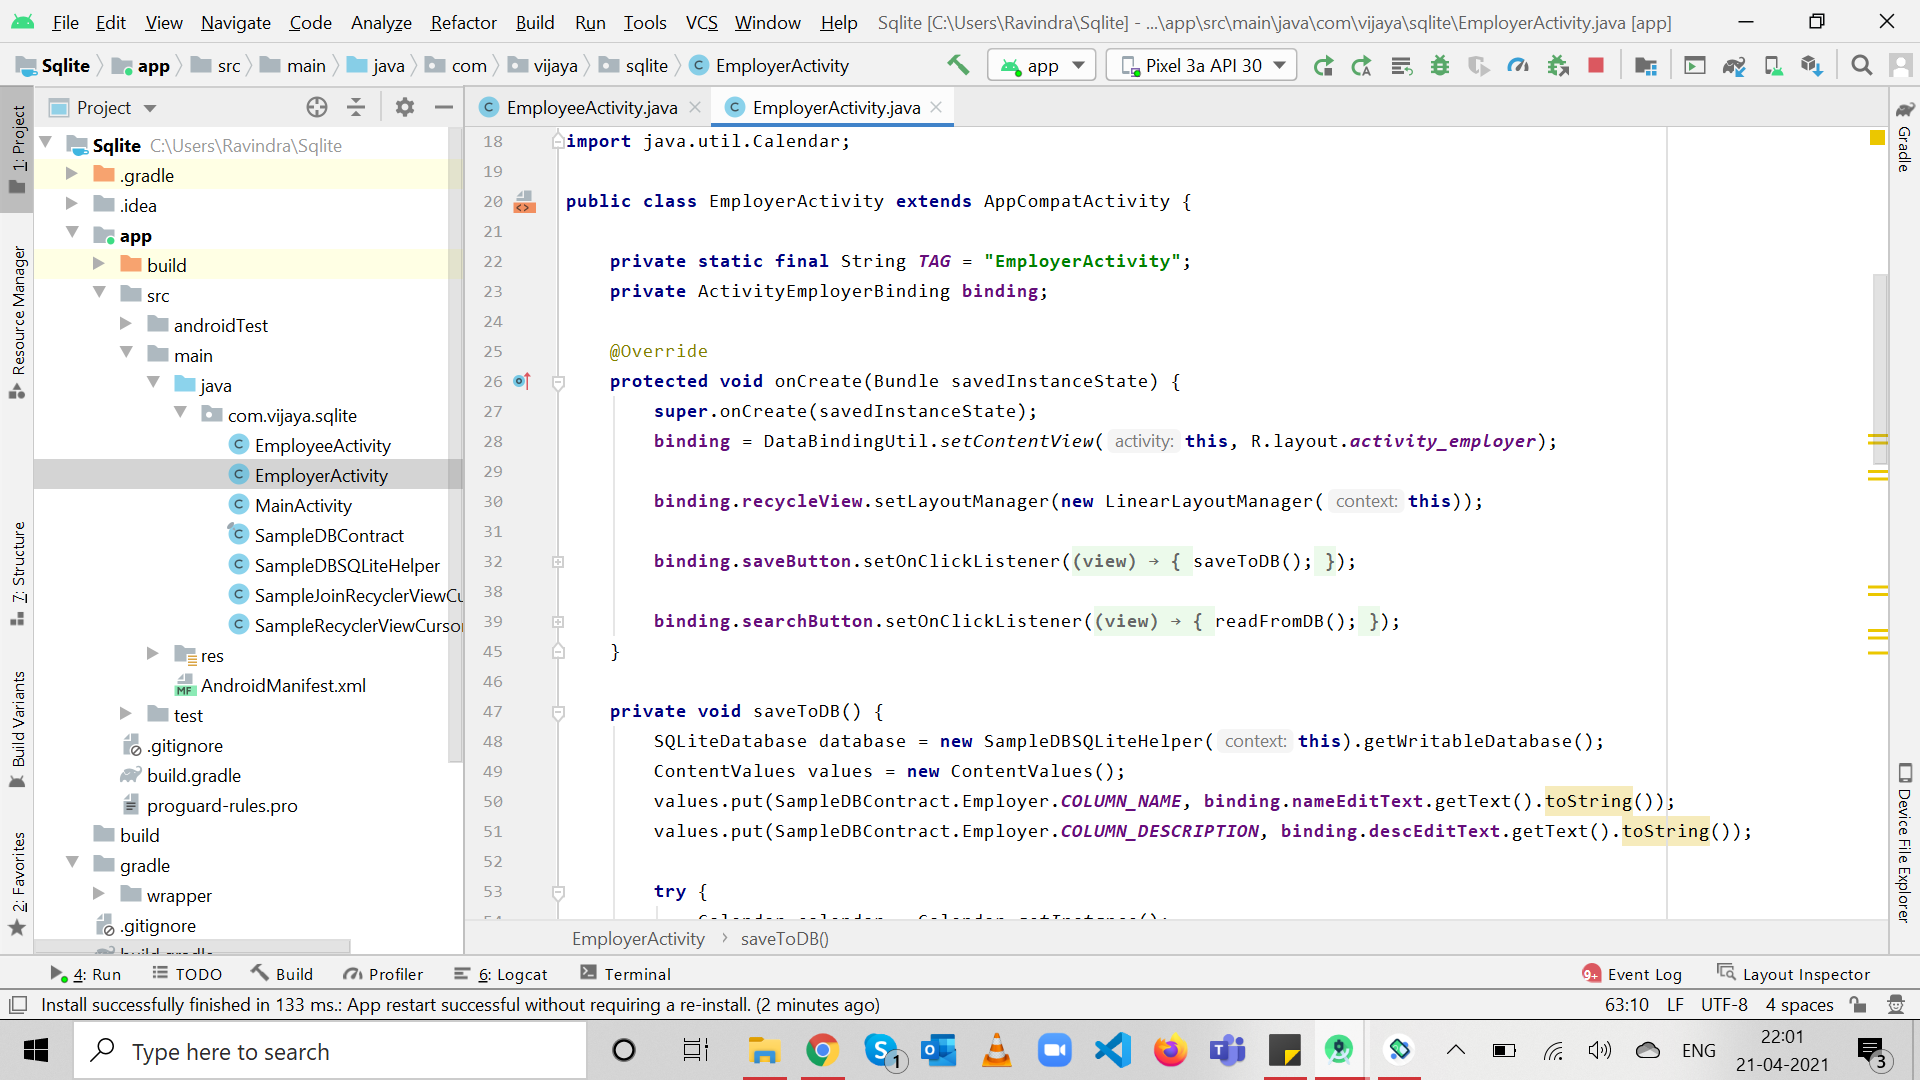 File Edit View Navigate Code Analyze Refactor Build Run Tools VCS Window Help Sqlite [C:\Users\Ravindra\Sqlite] - ...\app\src\main\java\com\vijaya\sqlite\EmployerActivity.java [app]
Sqlite app src main java com vijaya sqlite EmployerActivity app Pixel 3a API 30
Project EmployeeActivity.java EmployerActivity.java
1: Project
Resource Manager
7: Structure
Build Variants
2: Favorites
Sqlite C:\Users\Ravindra\Sqlite
.gradle
.idea
app
build
src
androidTest
main
java
com.vijaya.sqlite
EmployeeActivity
EmployerActivity
MainActivity
SampleDBContract
SampleDBSQLiteHelper
SampleJoinRecyclerViewCu
SampleRecyclerViewCursor
res
AndroidManifest.xml
test
.gitignore
build.gradle
proguard-rules.pro
build
gradle
wrapper
.gitignore
build.gradle
18 import java.util.Calendar;
19
20 public class EmployerActivity extends AppCompatActivity {
21
22 private static final String TAG = "EmployerActivity";
23 private ActivityEmployerBinding binding;
24
25 @Override
26 protected void onCreate(Bundle savedInstanceState) {
27 super.onCreate(savedInstanceState);
28 binding = DataBindingUtil.setContentView( activity: this, R.layout.activity_employer);
29
30 binding.recycleView.setLayoutManager(new LinearLayoutManager( context: this));
31
32 binding.saveButton.setOnClickListener((view) → { saveToDB(); });
38
39 binding.searchButton.setOnClickListener((view) → { readFromDB(); });
45 }
46
47 private void saveToDB() {
48 SQLiteDatabase database = new SampleDBSQLiteHelper( context: this).getWritableDatabase();
49 ContentValues values = new ContentValues();
50 values.put(SampleDBContract.Employer.COLUMN_NAME, binding.nameEditText.getText().toString());
51 values.put(SampleDBContract.Employer.COLUMN_DESCRIPTION, binding.descEditText.getText().toString());
52
53 try {
54 Calendar calendar = Calendar.getInstance();
EmployerActivity saveToDB()
Gradle
Device File Explorer
4: Run TODO Build Profiler 6: Logcat Terminal 9+ Event Log Layout Inspector
Install successfully finished in 133 ms.: App restart successful without requiring a re-install. (2 minutes ago) 63:10 LF UTF-8 4 spaces
Type here to search 1 ENG 22:01
21-04-2021 3